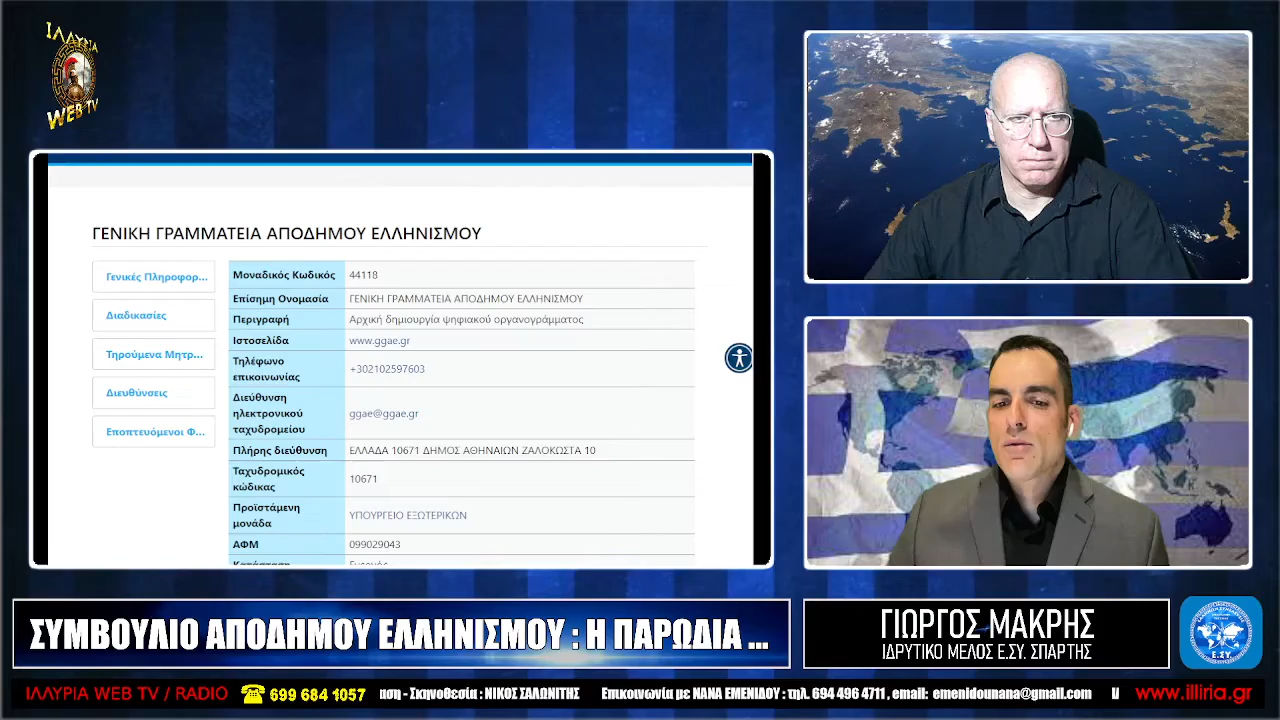 ΙΛΛΥΡΙΑ
WEB TV
ΓΕΝΙΚΗ ΓΡΑΜΜΑΤΕΙΑ ΑΠΟΔΗΜΟΥ ΕΛΛΗΝΙΣΜΟΥ
Γενικές Πληροφορ...
Διαδικασίες
Τηρούμενα Μητρ...
Διευθύνσεις
Εποπτευόμενοι Φ...
Μοναδικός Κωδικός 44118
Επίσημη Ονομασία ΓΕΝΙΚΗ ΓΡΑΜΜΑΤΕΙΑ ΑΠΟΔΗΜΟΥ ΕΛΛΗΝΙΣΜΟΥ
Περιγραφή Αρχική δημιουργία ψηφιακού οργανογράμματος
Ιστοσελίδα www.ggae.gr
Τηλέφωνο
επικοινωνίας +302102597603
Διεύθυνση
ηλεκτρονικού ggae@ggae.gr
ταχυδρομείου
Πλήρης διεύθυνση ΕΛΛΑΔΑ 10671 ΔΗΜΟΣ ΑΘΗΝΑΙΩΝ ΖΑΛΟΚΩΣΤΑ 10
Ταχυδρομικός
κώδικας 10671
Προϊστάμενη
μονάδα ΥΠΟΥΡΓΕΙΟ ΕΞΩΤΕΡΙΚΩΝ
ΑΦΜ 099029043
ΣΥΜΒΟΥΛΙΟ ΑΠΟΔΗΜΟΥ ΕΛΛΗΝΙΣΜΟΥ : Η ΠΑΡΩΔΙΑ ...
ΓΙΩΡΓΟΣ ΜΑΚΡΗΣ
ΙΔΡΥΤΙΚΟ ΜΕΛΟΣ Ε.ΣΥ. ΣΠΑΡΤΗΣ
Ε.ΣΥ.
ΙΛΛΥΡΙΑ WEB TV / RADIO 699 684 1057 ποη - Σκηνοθεσία : ΝΙΚΟΣ ΣΑΛΩΝΙΤΗΣ Επικοινωνία με ΝΑΝΑ ΕΜΕΝΙΔΟΥ : τηλ. 694 496 4711 , email: emenidounana@gmail.com www.illiria.gr